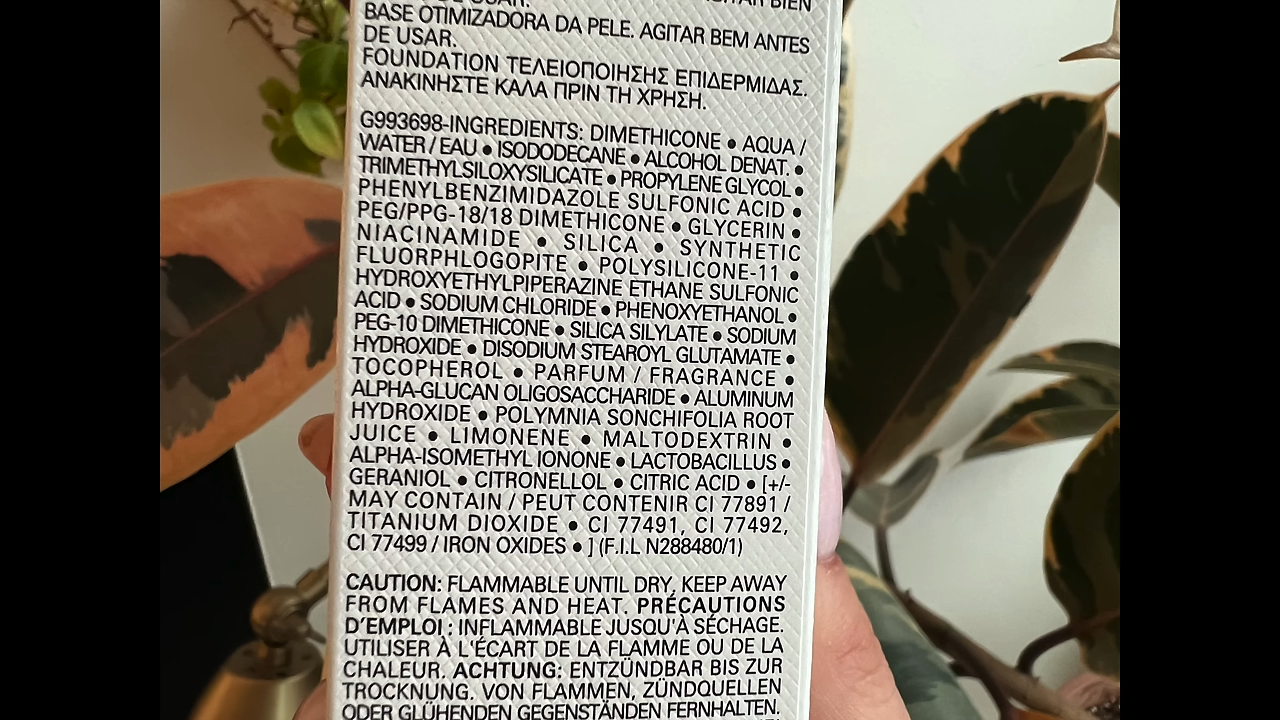 DE USAR. AGITAR BIEN
BASE OTIMIZADORA DA PELE. AGITAR BEM ANTES
DE USAR.
FOUNDATION ΤΕΛΕΙΟΠΟΙΗΣΗΣ ΕΠΙΔΕΡΜΙΔΑΣ.
ΑΝΑΚΙΝΗΣΤΕ ΚΑΛΑ ΠΡΙΝ ΤΗ ΧΡΗΣΗ.
G993698-INGREDIENTS: DIMETHICONE • AQUA /
WATER / EAU • ISODODECANE • ALCOHOL DENAT. •
TRIMETHYLSILOXYSILICATE • PROPYLENE GLYCOL •
PHENYLBENZIMIDAZOLE SULFONIC ACID •
PEG/PPG-18/18 DIMETHICONE • GLYCERIN •
NIACINAMIDE • SILICA • SYNTHETIC
FLUORPHLOGOPITE • POLYSILICONE-11 •
HYDROXYETHYLPIPERAZINE ETHANE SULFONIC
ACID • SODIUM CHLORIDE • PHENOXYETHANOL •
PEG-10 DIMETHICONE • SILICA SILYLATE • SODIUM
HYDROXIDE • DISODIUM STEAROYL GLUTAMATE •
TOCOPHEROL • PARFUM / FRAGRANCE •
ALPHA-GLUCAN OLIGOSACCHARIDE • ALUMINUM
HYDROXIDE • POLYMNIA SONCHIFOLIA ROOT
JUICE • LIMONENE • MALTODEXTRIN •
ALPHA-ISOMETHYL IONONE • LACTOBACILLUS •
GERANIOL • CITRONELLOL • CITRIC ACID • [+/-
MAY CONTAIN / PEUT CONTENIR CI 77891 /
TITANIUM DIOXIDE • CI 77491, CI 77492,
CI 77499 / IRON OXIDES • ] (F.I.L N288480/1)
CAUTION: FLAMMABLE UNTIL DRY, KEEP AWAY
FROM FLAMES AND HEAT. PRÉCAUTIONS
D'EMPLOI : INFLAMMABLE JUSQU'À SÉCHAGE.
UTILISER À L'ÉCART DE LA FLAMME OU DE LA
CHALEUR. ACHTUNG: ENTZÜNDBAR BIS ZUR
TROCKNUNG. VON FLAMMEN, ZÜNDQUELLEN
ODER GLÜHENDEN GEGENSTÄNDEN FERNHALTEN.